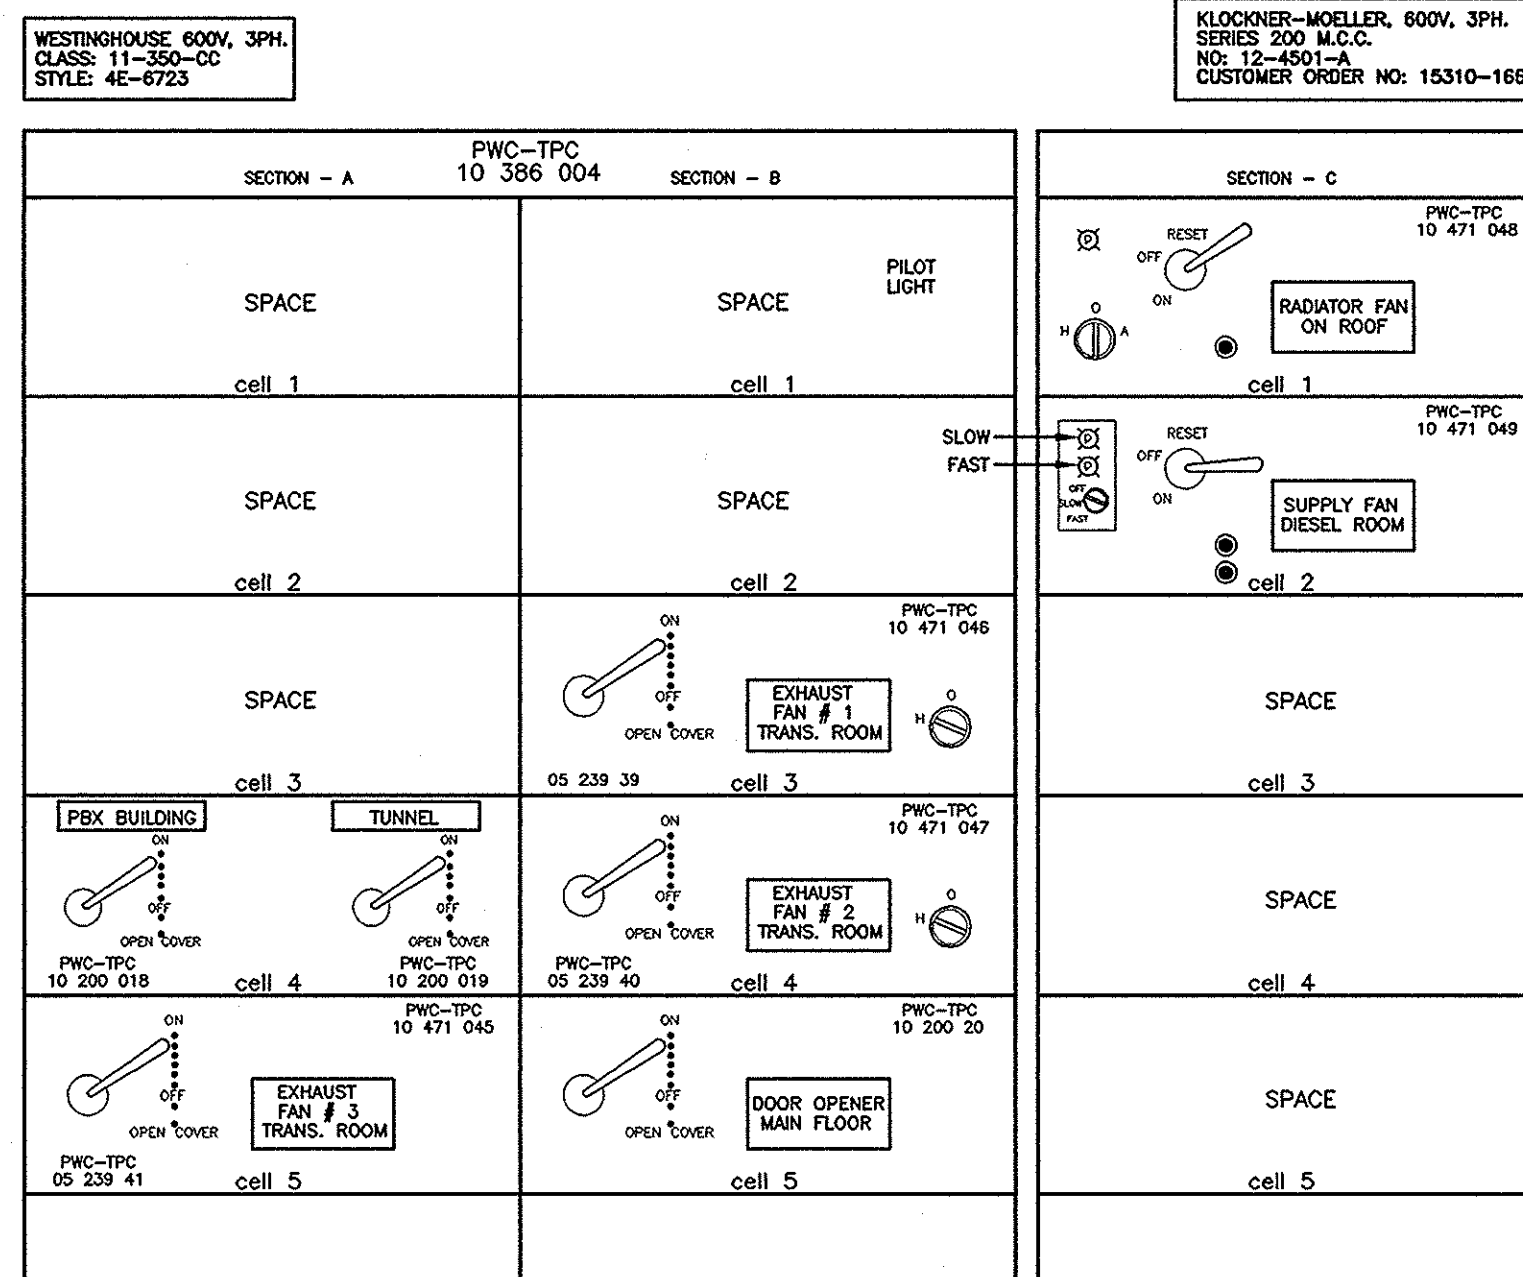 WESTINGHOUSE 600V, 3PH.
CLASS: 11-350-CC
STYLE: 4E-6723
KLOCKNER-MOELLER, 600V, 3PH.
SERIES 200 M.C.C.
NO: 12-4501-A
CUSTOMER ORDER NO: 15310-166
PWC-TPC
10 386 004
SECTION - A
SECTION - B
SECTION - C
SPACE
cell 1
SPACE
PILOT
LIGHT
cell 1
PWC-TPC
10 471 048
RESET
OFF
ON
O
H
A
RADIATOR FAN
ON ROOF
cell 1
SPACE
cell 2
SPACE
cell 2
SLOW
FAST
PWC-TPC
10 471 049
P
P
OFF
SLOW
FAST
RESET
OFF
ON
SUPPLY FAN
DIESEL ROOM
cell 2
SPACE
cell 3
PWC-TPC
10 471 046
ON
OFF
OPEN COVER
EXHAUST
FAN # 1
TRANS. ROOM
O
H
05 239 39
cell 3
SPACE
cell 3
PBX BUILDING
ON
OFF
OPEN COVER
PWC-TPC
10 200 018
cell 4
TUNNEL
ON
OFF
OPEN COVER
PWC-TPC
10 200 019
PWC-TPC
10 471 047
ON
OFF
OPEN COVER
EXHAUST
FAN # 2
TRANS. ROOM
O
H
PWC-TPC
05 239 40
cell 4
SPACE
cell 4
PWC-TPC
10 471 045
ON
OFF
OPEN COVER
EXHAUST
FAN # 3
TRANS. ROOM
PWC-TPC
05 239 41
cell 5
PWC-TPC
10 200 20
ON
OFF
OPEN COVER
DOOR OPENER
MAIN FLOOR
cell 5
SPACE
cell 5